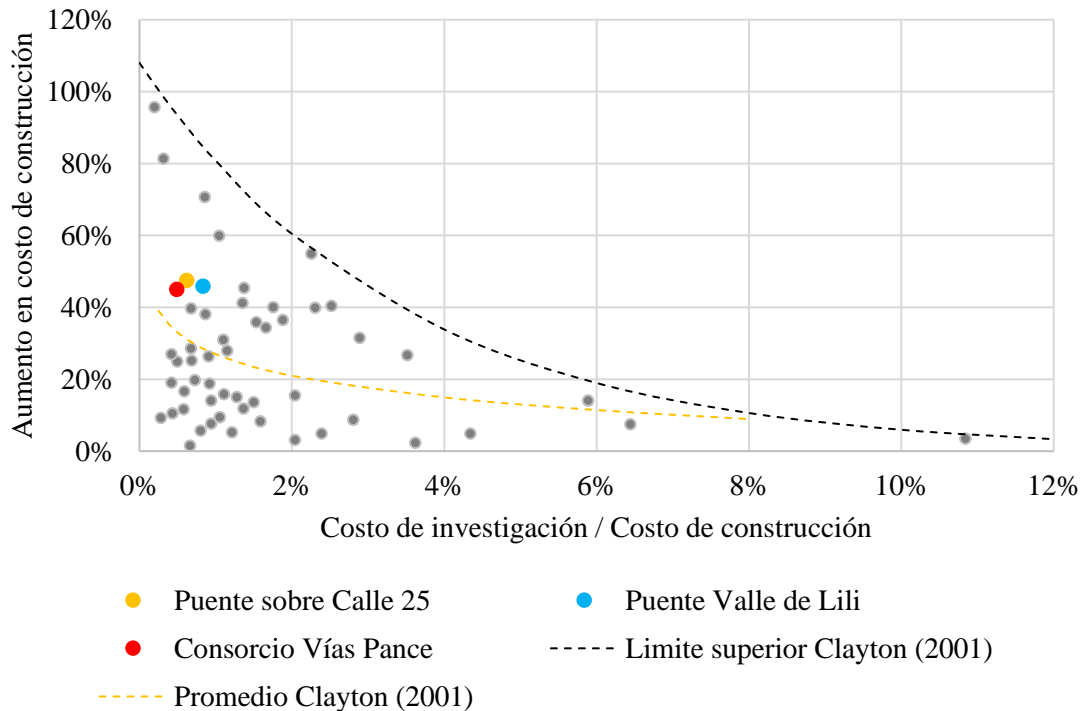 120%
100%
80%
60%
40%
20%
0%
Aumento en costo de construcción
0% 2% 4% 6% 8% 10% 12%
Costo de investigación / Costo de construcción
Puente sobre Calle 25
Puente Valle de Lili
Consorcio Vías Pance
Limite superior Clayton (2001)
Promedio Clayton (2001)